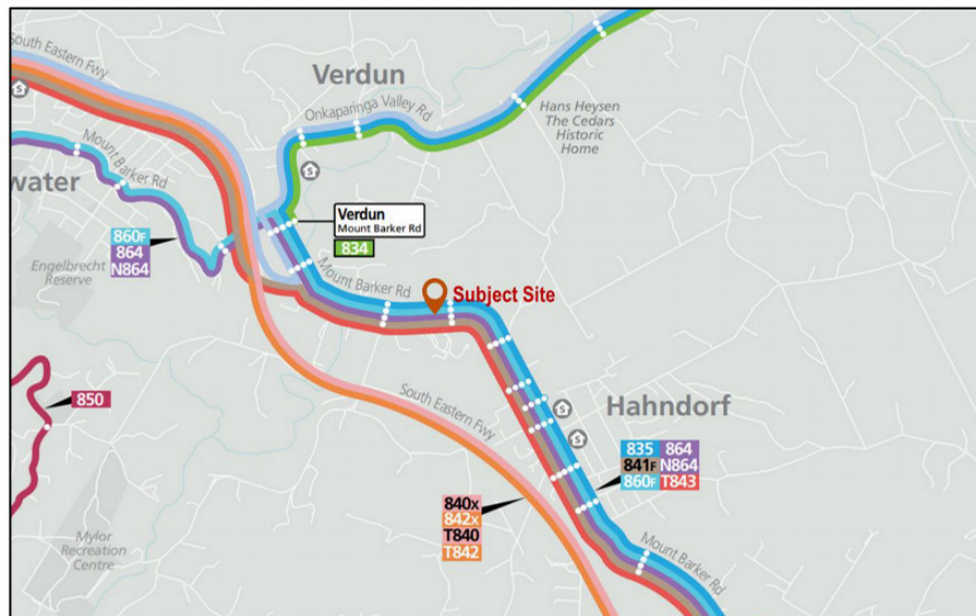 South Eastern Fwy
Verdun
Onkaparinga Valley Rd
Hans Heysen
The Cedars
Historic
Home
Mount Barker Rd
water
860F
864
N864
Engelbrecht
Reserve
Verdun
Mount Barker Rd
834
Mount Barker Rd
Subject Site
850
South Eastern Fwy
Hahndorf
835 864
841F N864
860F T843
840X
842X
T840
T842
Mylor
Recreation
Centre
Mount Barker Rd